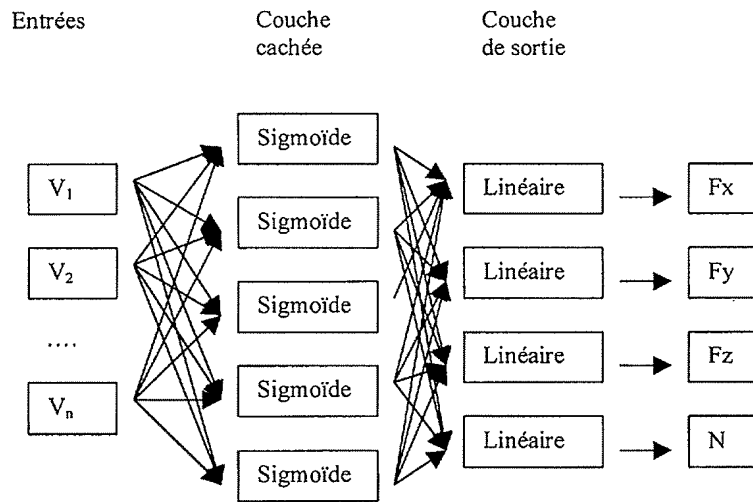 Entrées
Couche
cachée
Couche
de sortie
V1
V2
....
Vn
Sigmoïde
Sigmoïde
Sigmoïde
Sigmoïde
Sigmoïde
Linéaire
Linéaire
Linéaire
Linéaire
Fx
Fy
Fz
N